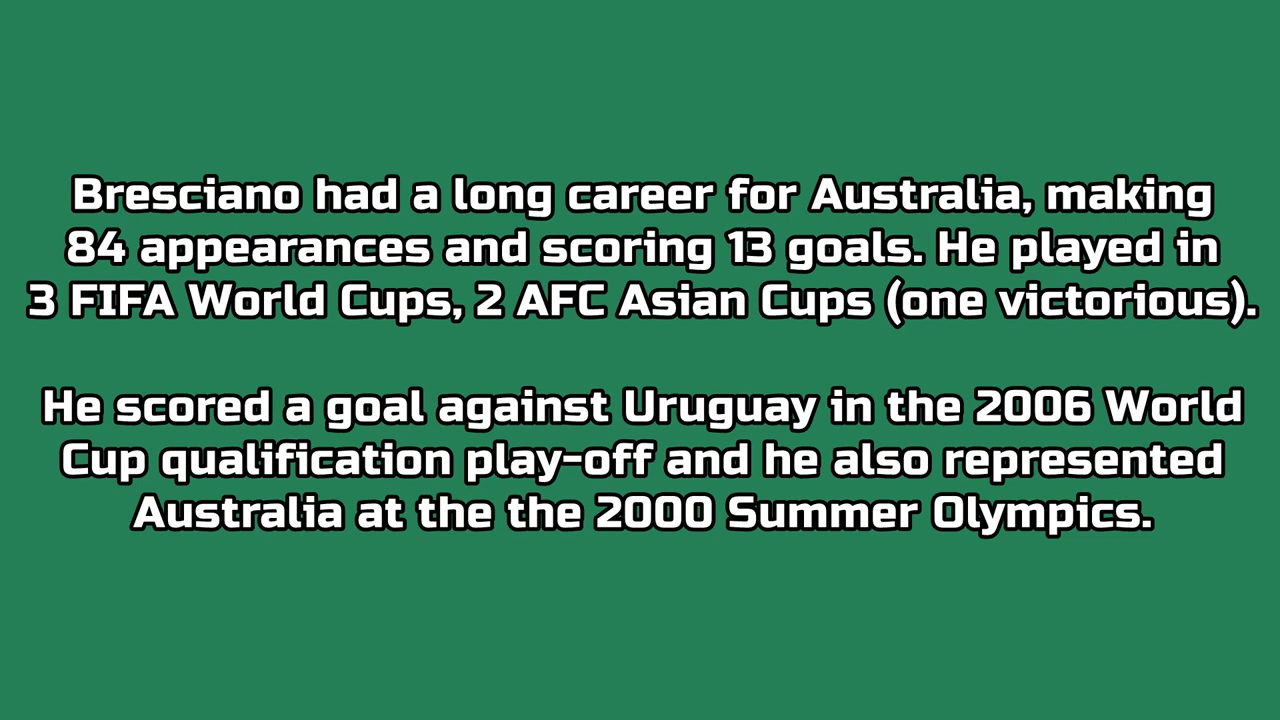 Bresciano had a long career for Australia, making
84 appearances and scoring 13 goals. He played in
3 FIFA World Cups, 2 AFC Asian Cups (one victorious).
He scored a goal against Uruguay in the 2006 World
Cup qualification play-off and he also represented
Australia at the the 2000 Summer Olympics.